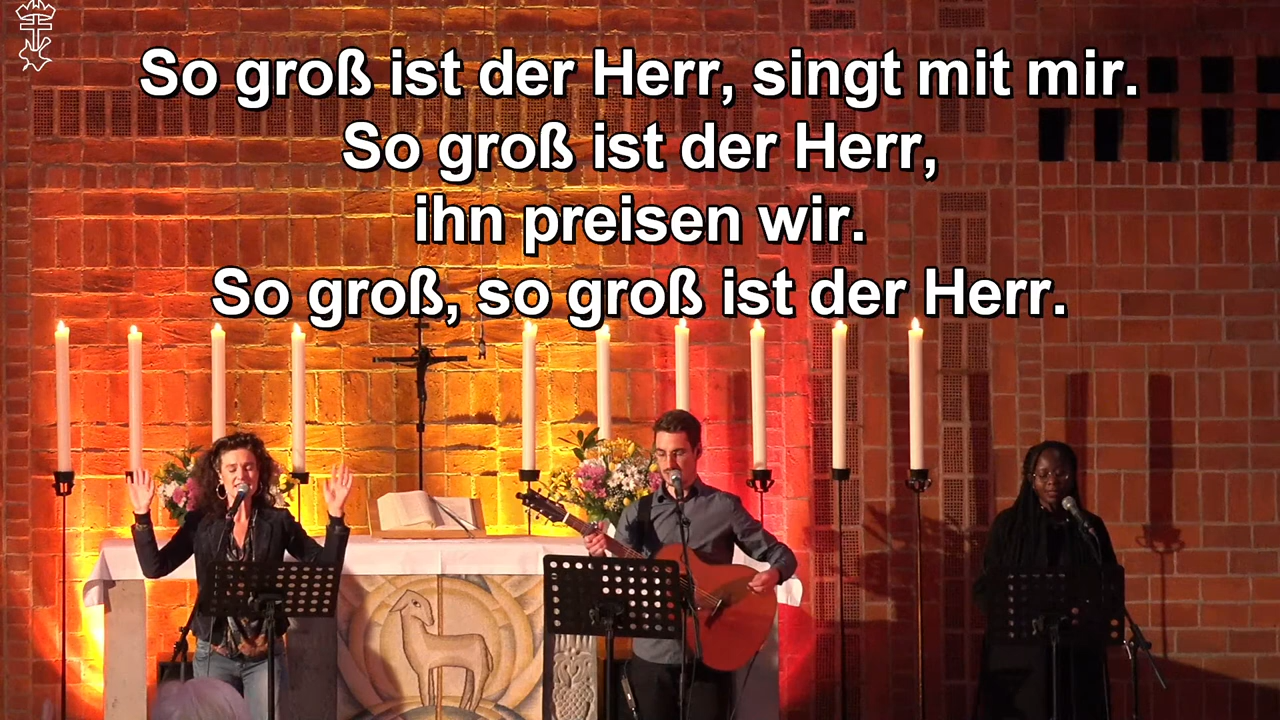 So groß ist der Herr, singt mit mir.
So groß ist der Herr,
ihn preisen wir.
So groß, so groß ist der Herr.